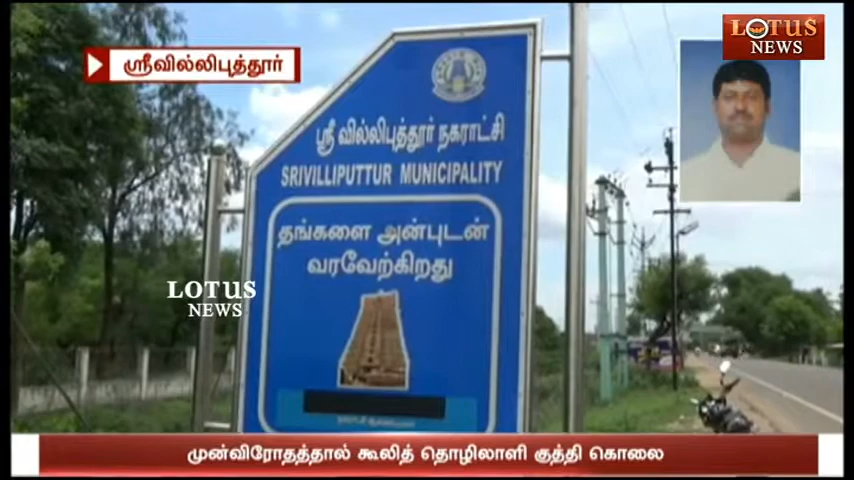 LOTUS
NEWS
ஸ்ரீவில்லிபுத்தூர்
ஸ்ரீ வில்லிபுத்தூர் நகராட்சி
SRIVILLIPUTTUR MUNICIPALITY
தங்களை அன்புடன்
வரவேற்கிறது
LOTUS
NEWS
முன்விரோதத்தால் கூலித் தொழிலாளி குத்தி கொலை